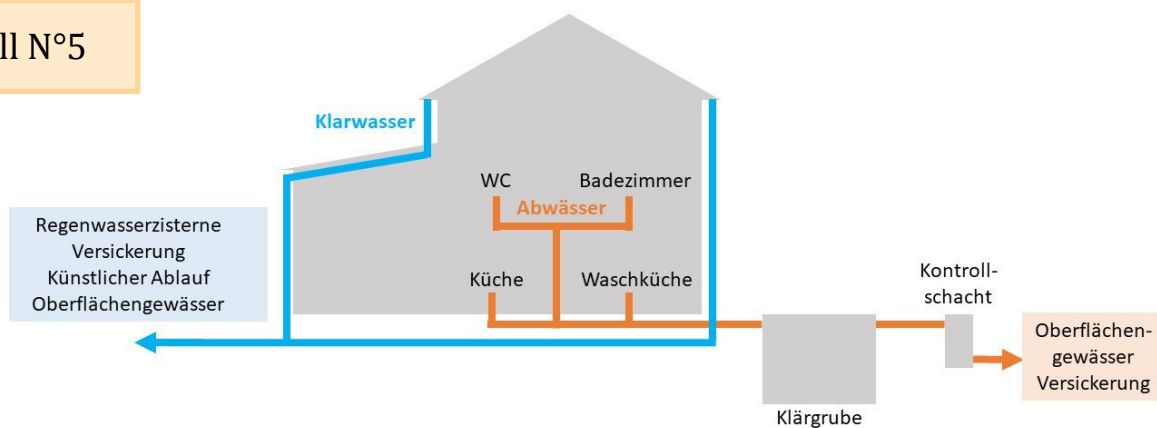 ll N°5
Klarwasser
WC
Badezimmer
Abwässer
Regenwasserzisterne
Versickerung
Künstlicher Ablauf
Oberflächengewässer
Küche
Waschküche
Kontroll-
schacht
Oberflächen-
gewässer
Versickerung
Klärgrube